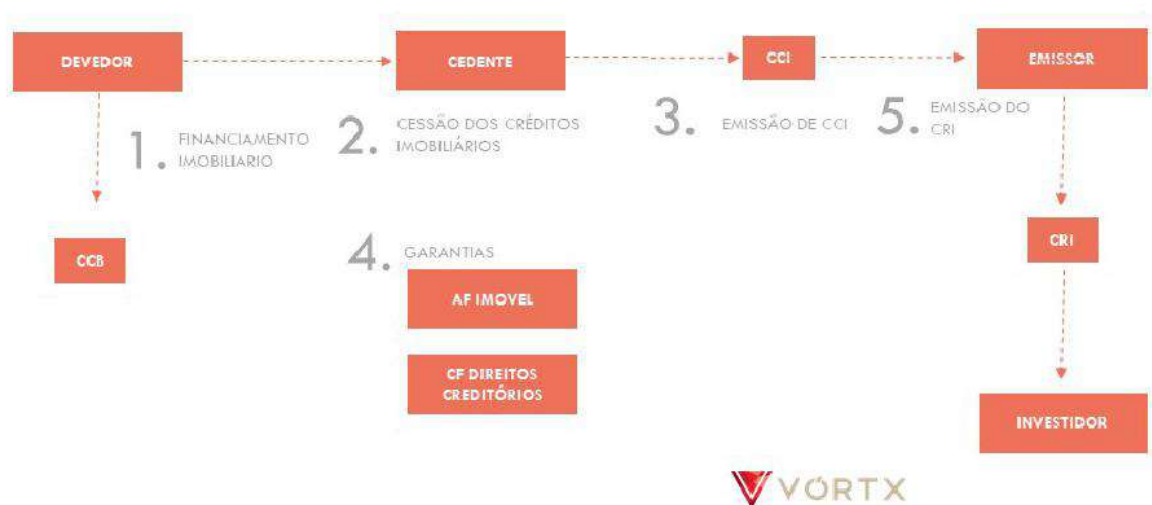 DEVEDOR
CEDENTE
CCI
EMISSOR
1. FINANCIAMENTO
IMOBILIARIO
2. CESSÃO DOS CRÉDITOS
IMOBILIÁRIOS
3. EMISSÃO DE CCI
5. EMISSÃO DO
CRI
CCB
4. GARANTIAS
AF IMOVEL
CF DIREITOS
CREDITÓRIOS
CRI
INVESTIDOR
VÓRTX